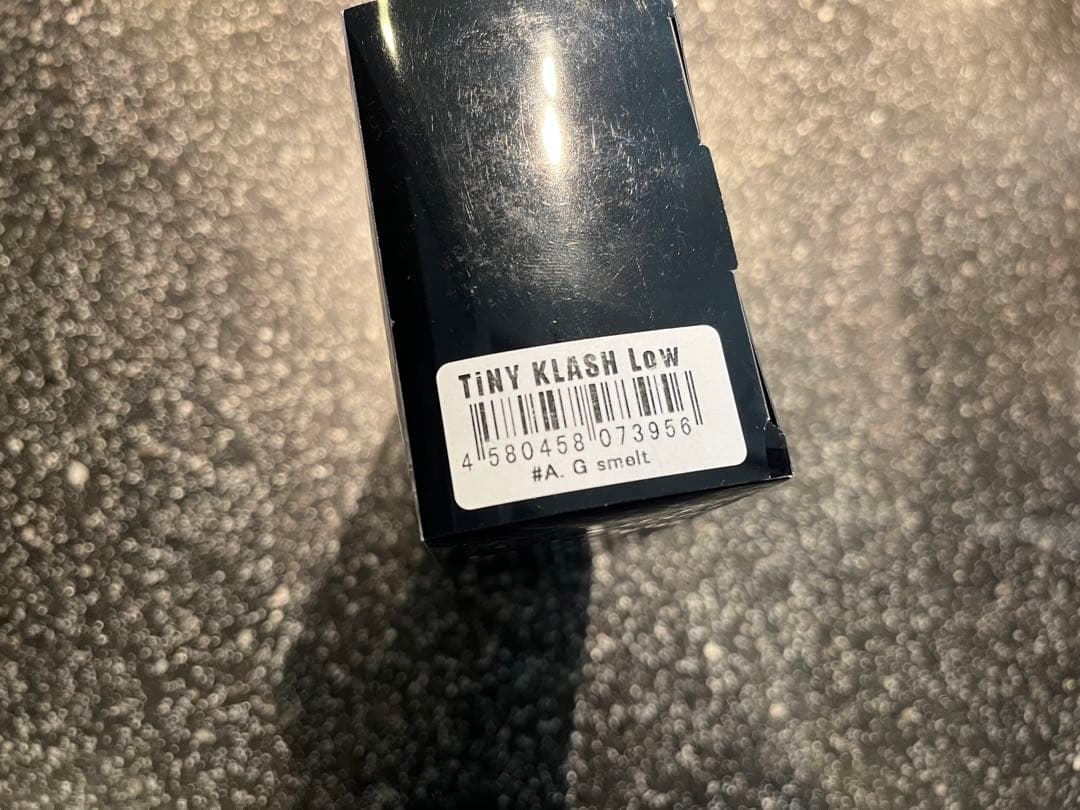 TiNY KLASH Low
4 580458 073956
#A. G smelt